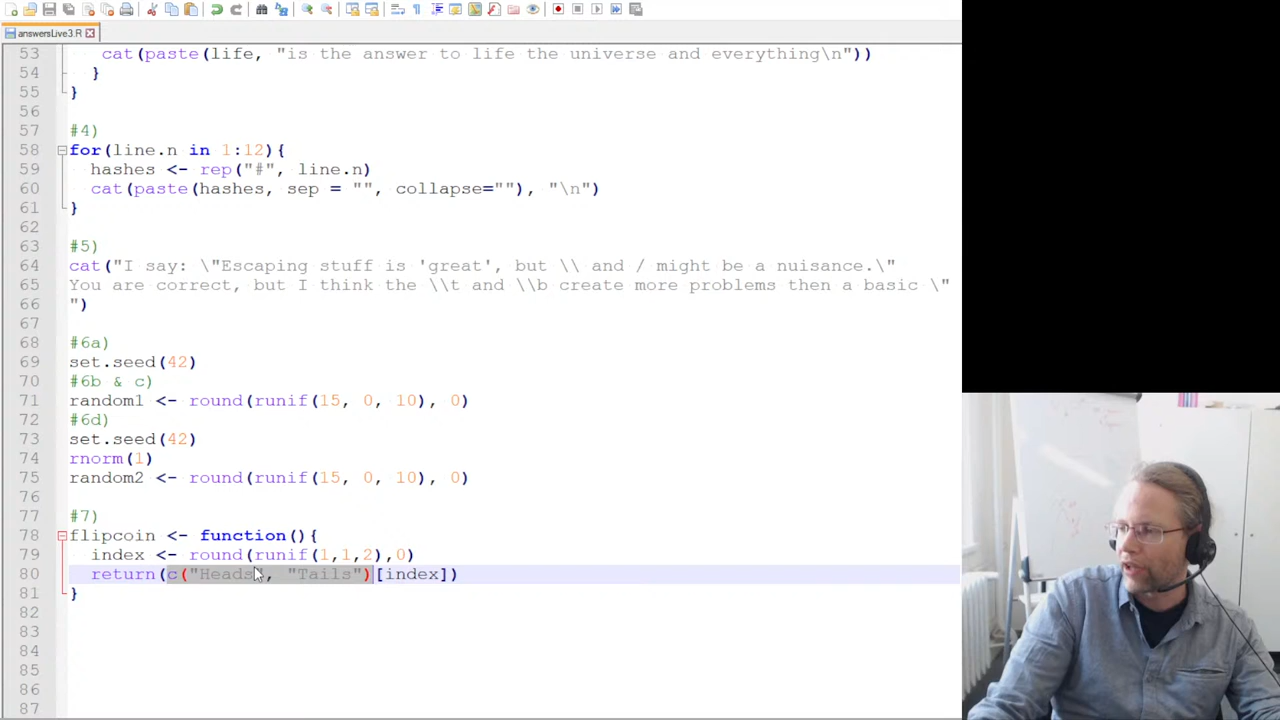 answersLive3.R
53 cat(paste(life, "is the answer to life the universe and everything\n"))
54 }
55 }
56
57 #4)
58 for(line.n in 1:12){
59 hashes <- rep("#", line.n)
60 cat(paste(hashes, sep = "", collapse=""), "\n")
61 }
62
63 #5)
64 cat("I say: \"Escaping stuff is 'great', but \\ and / might be a nuisance.\"
65 You are correct, but I think the \\t and \\b create more problems then a basic \"
66 ")
67
68 #6a)
69 set.seed(42)
70 #6b & c)
71 random1 <- round(runif(15, 0, 10), 0)
72 #6d)
73 set.seed(42)
74 rnorm(1)
75 random2 <- round(runif(15, 0, 10), 0)
76
77 #7)
78 flipcoin <- function(){
79 index <- round(runif(1,1,2),0)
80 return(c("Heads", "Tails")[index])
81 }
82
83
84
85
86
87